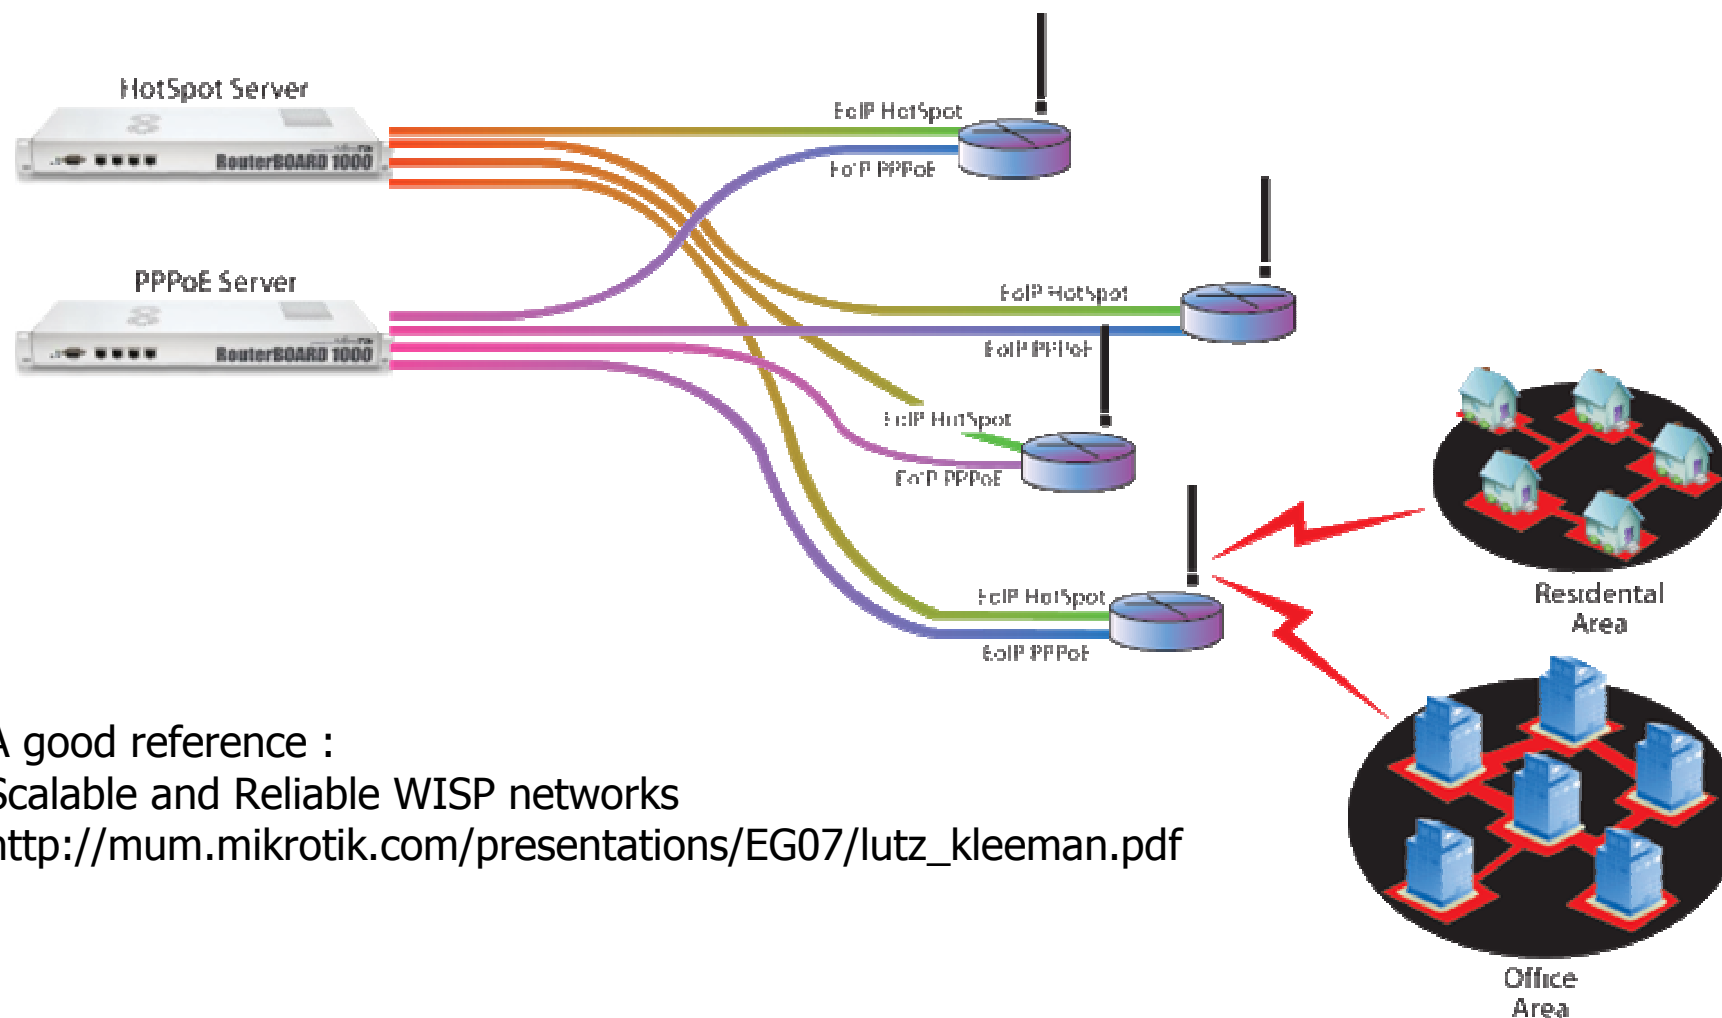 HotSpot Server
RouterBOARD 1000
PPPoE Server
RouterBOARD 1000
EoIP HotSpot
EoIP PPPoE
EoIP HotSpot
EoIP PPPoE
EoIP HotSpot
EoIP PPPoE
EoIP HotSpot
EoIP PPPoE
Residental
Area
Office
Area
A good reference :
Scalable and Reliable WISP networks
http://mum.mikrotik.com/presentations/EG07/lutz_kleeman.pdf